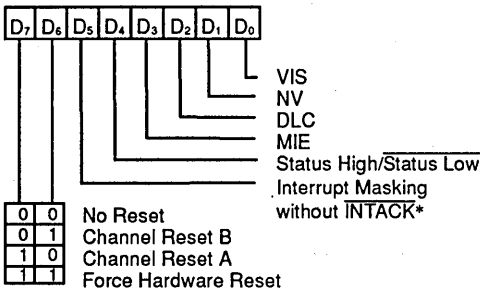 D₇ D₆ D₅ D₄ D₃ D₂ D₁ D₀
VIS
NV
DLC
MIE
Status High/Status Low
Interrupt Masking
without INTACK*
0 0 No Reset
0 1 Channel Reset B
1 0 Channel Reset A
1 1 Force Hardware Reset